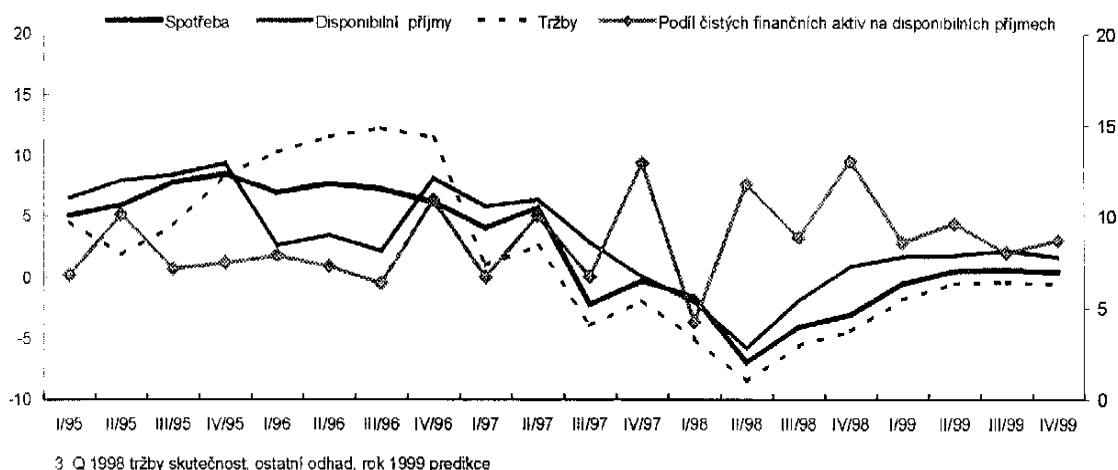 Spotřeba Disponibilní příjmy Tržby Podíl čistých finančních aktiv na disponibilních příjmech
20 20
15 15
10
5 10
0
-5 5
-10 0
I/95 II/95 III/95 IV/95 I/96 II/96 III/96 IV/96 I/97 II/97 III/97 IV/97 I/98 II/98 III/98 IV/98 I/99 II/99 III/99 IV/99
3 Q 1998 tržby skutečnost, ostatní odhad, rok 1999 predikce